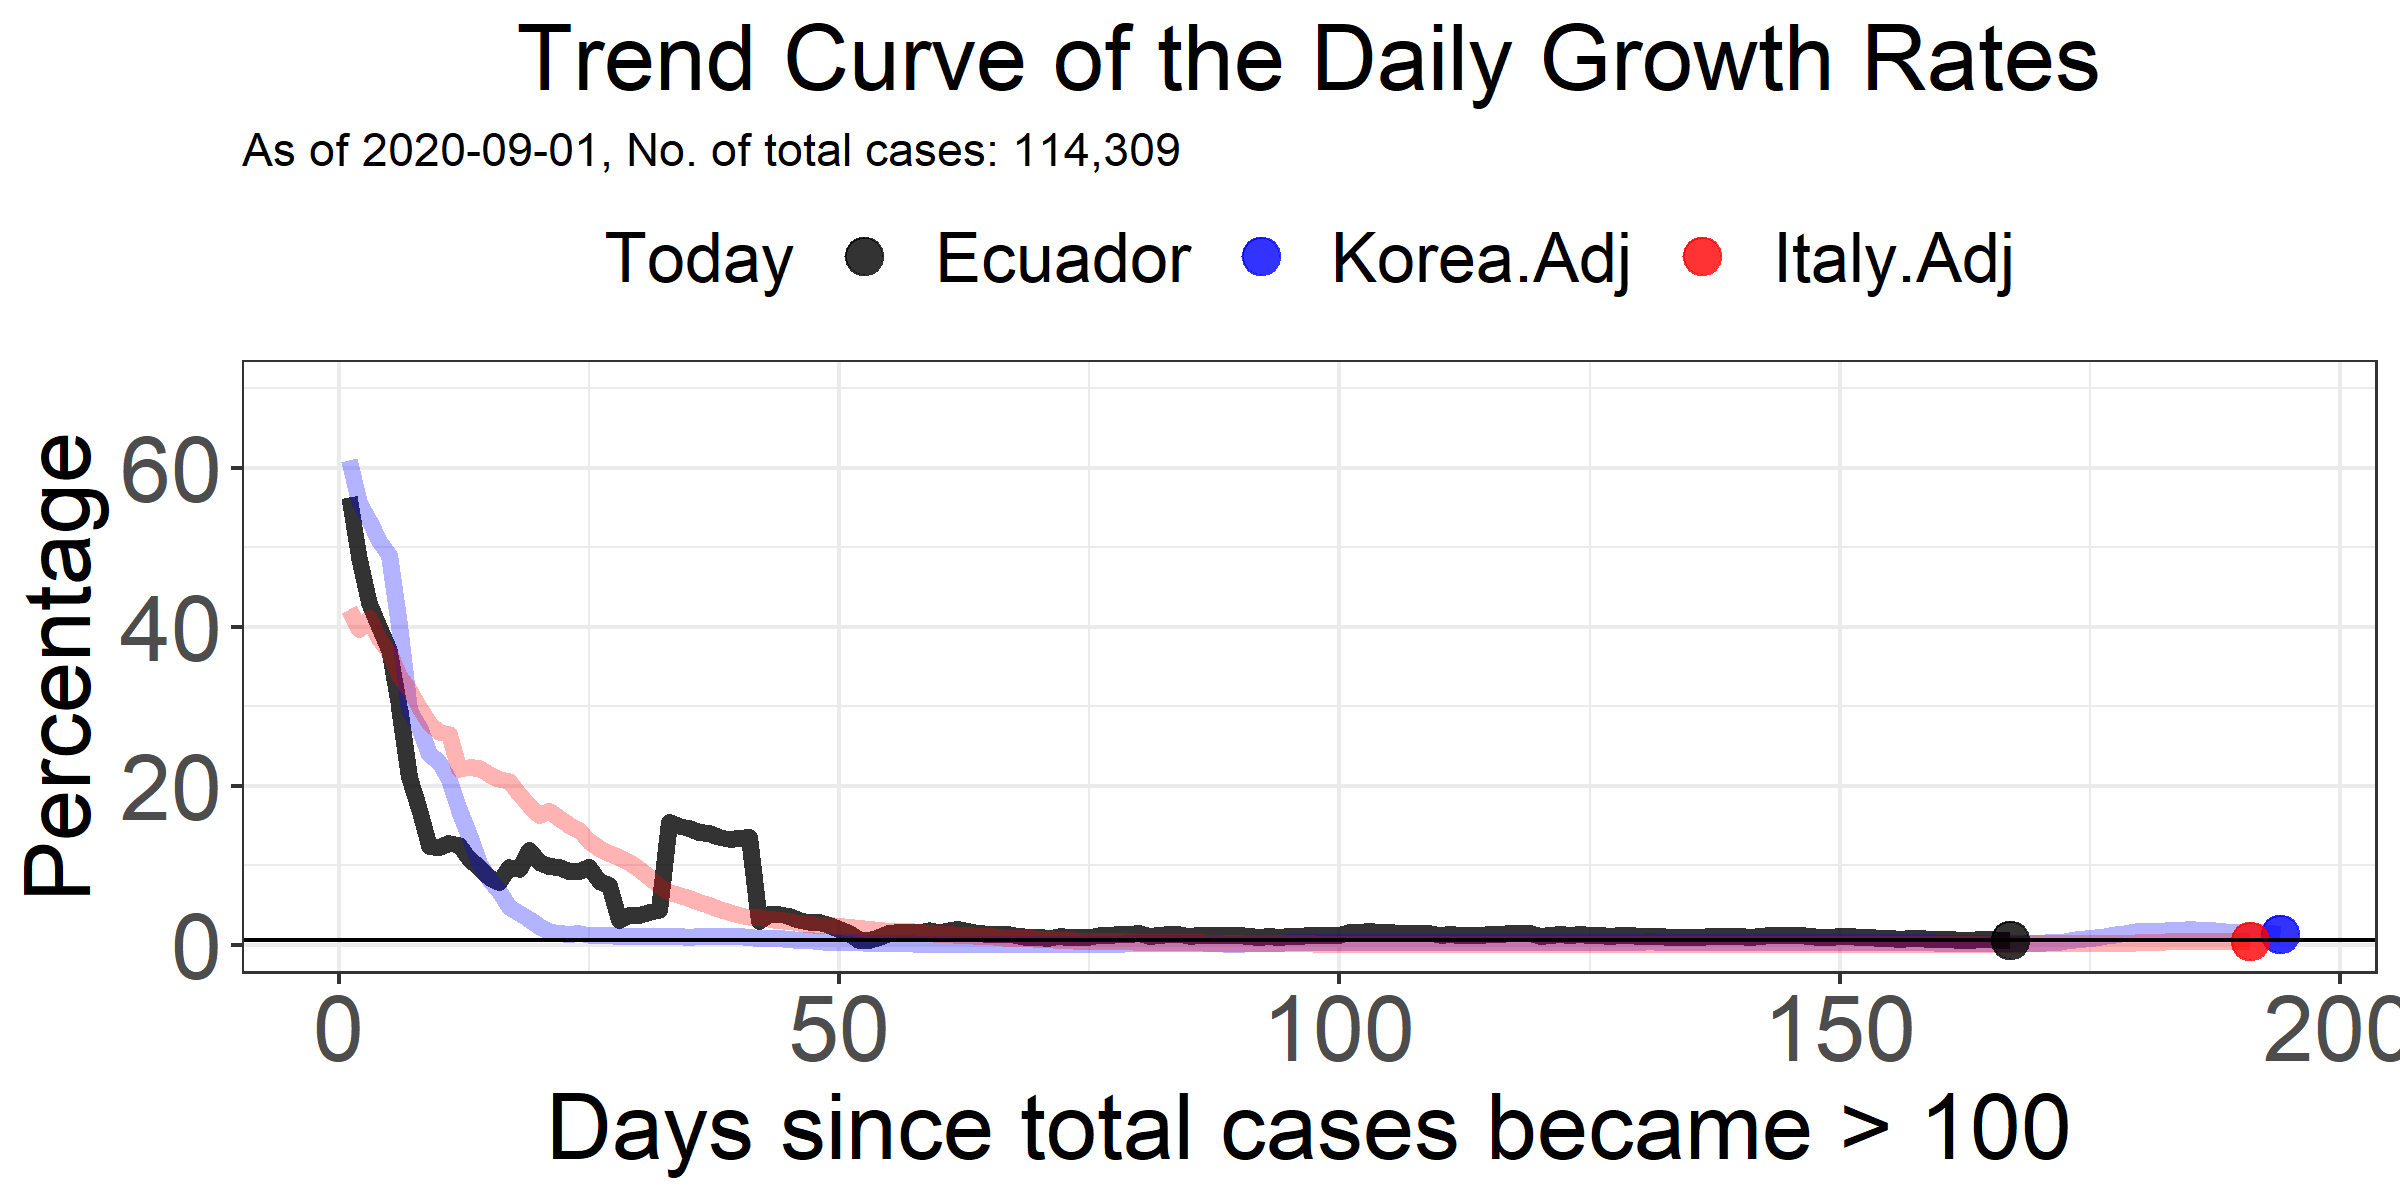 Trend Curve of the Daily Growth Rates
As of 2020-09-01, No. of total cases: 114,309
Today Ecuador Korea.Adj Italy.Adj
Percentage
60
40
20
0
0 50 100 150 200
Days since total cases became > 100